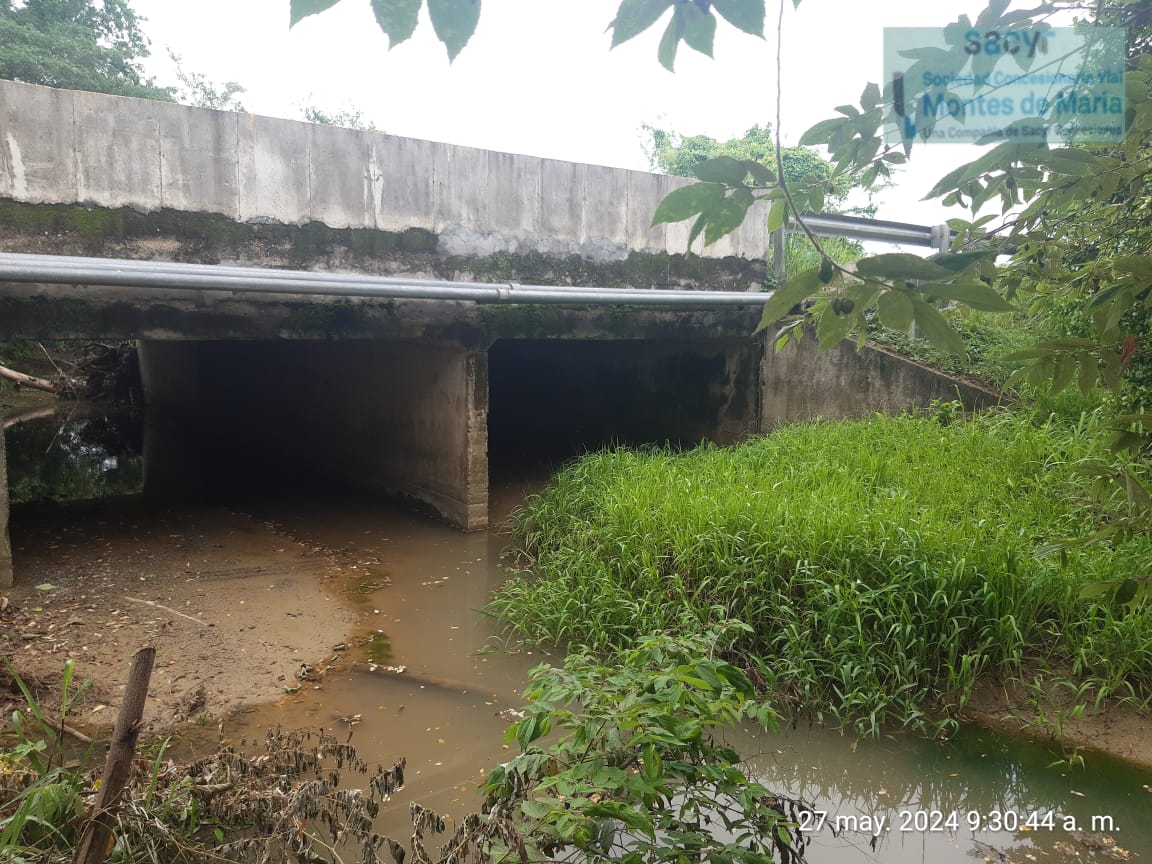 sacyr
Sociedad Concesionaria Vial
Montes de María
Una Compañía de Sacyr Concesiones
27 may. 2024 9:30:44 a. m.